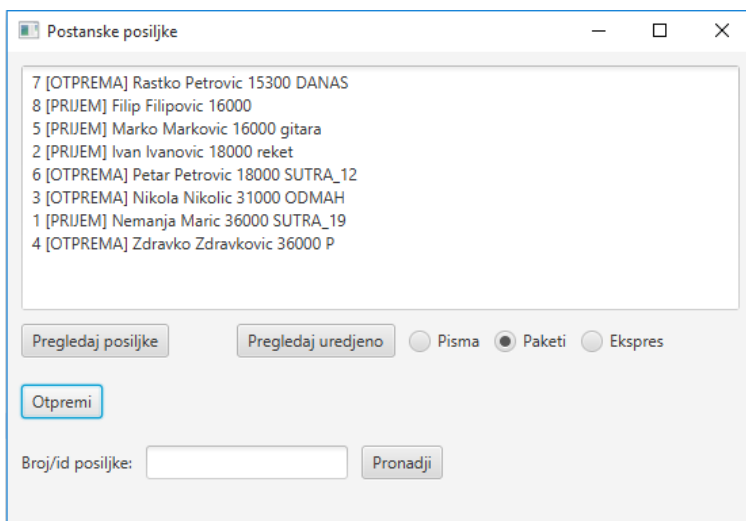 Postanske posiljke
7 [OTPREMA] Rastko Petrovic 15300 DANAS
8 [PRIJEM] Filip Filipovic 16000
5 [PRIJEM] Marko Markovic 16000 gitara
2 [PRIJEM] Ivan Ivanovic 18000 reket
6 [OTPREMA] Petar Petrovic 18000 SUTRA_12
3 [OTPREMA] Nikola Nikolic 31000 ODMAH
1 [PRIJEM] Nemanja Maric 36000 SUTRA_19
4 [OTPREMA] Zdravko Zdravkovic 36000 P
Pregledaj posiljke Pregledaj uredjeno Pisma Paketi Ekspres
Otpremi
Broj/id posiljke: Pronadji